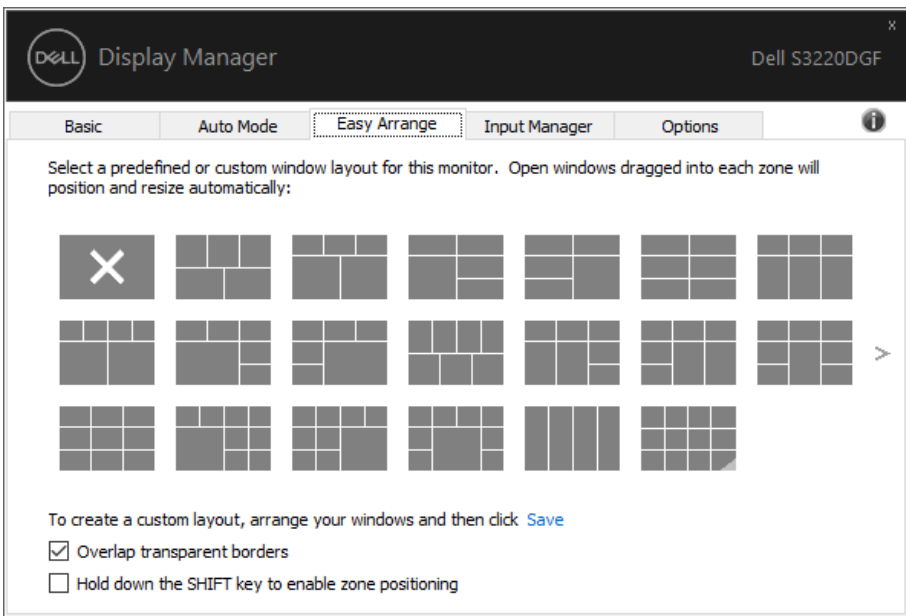 x
DELL Display Manager
Dell S3220DGF
Basic Auto Mode Easy Arrange Input Manager Options
Select a predefined or custom window layout for this monitor. Open windows dragged into each zone will
position and resize automatically:
>
To create a custom layout, arrange your windows and then click Save
Overlap transparent borders
Hold down the SHIFT key to enable zone positioning